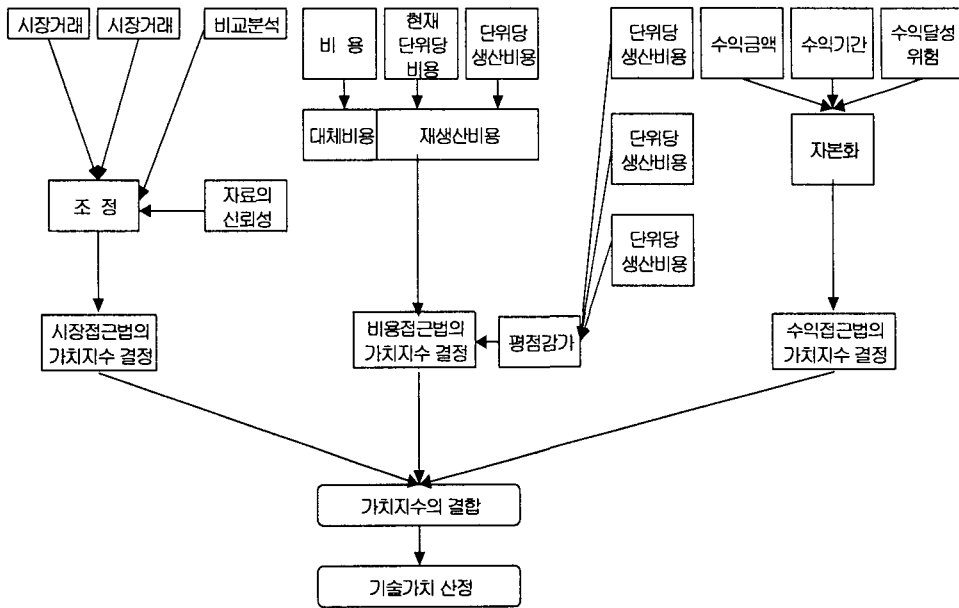 시장거래
시장거래
비교분석
비 용
현재
단위당
비용
단위당
생산비용
단위당
생산비용
수익금액
수익기간
수익달성
위험
대체비용
재생산비용
단위당
생산비용
자본화
조 정
자료의
신뢰성
단위당
생산비용
시장접근법의
가치지수 결정
비용접근법의
가치지수 결정
평점감가
수익접근법의
가치지수 결정
가치지수의 결합
기술가치 산정